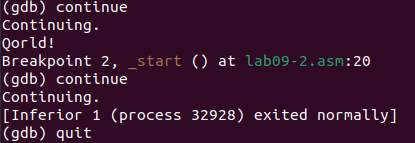 (gdb) continue
Continuing.
Qorld!
Breakpoint 2, _start () at lab09-2.asm:20
(gdb) continue
Continuing.
[Inferior 1 (process 32928) exited normally]
(gdb) quit